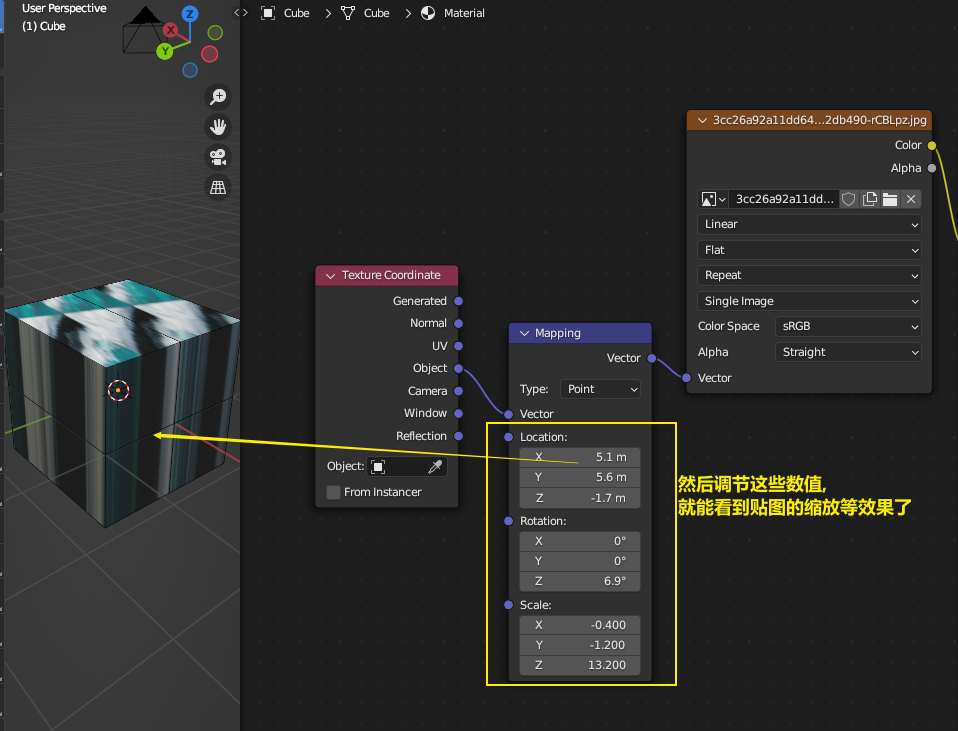 User Perspective
(1) Cube
Z
X
Y
Cube
Cube
Material
3cc26a92a11dd64...2db490-rCBLpz.jpg
Color
Alpha
3cc26a92a11dd...
Linear
Flat
Repeat
Single Image
Color Space sRGB
Alpha Straight
Vector
Texture Coordinate
Generated
Normal
UV
Object
Camera
Window
Reflection
Object:
From Instancer
Mapping
Vector
Type: Point
Vector
Location:
X 5.1 m
Y 5.6 m
Z -1.7 m
Rotation:
X 0°
Y 0°
Z 6.9°
Scale:
X -0.400
Y -1.200
Z 13.200
然后调节这些数值,
就能看到贴图的缩放等效果了